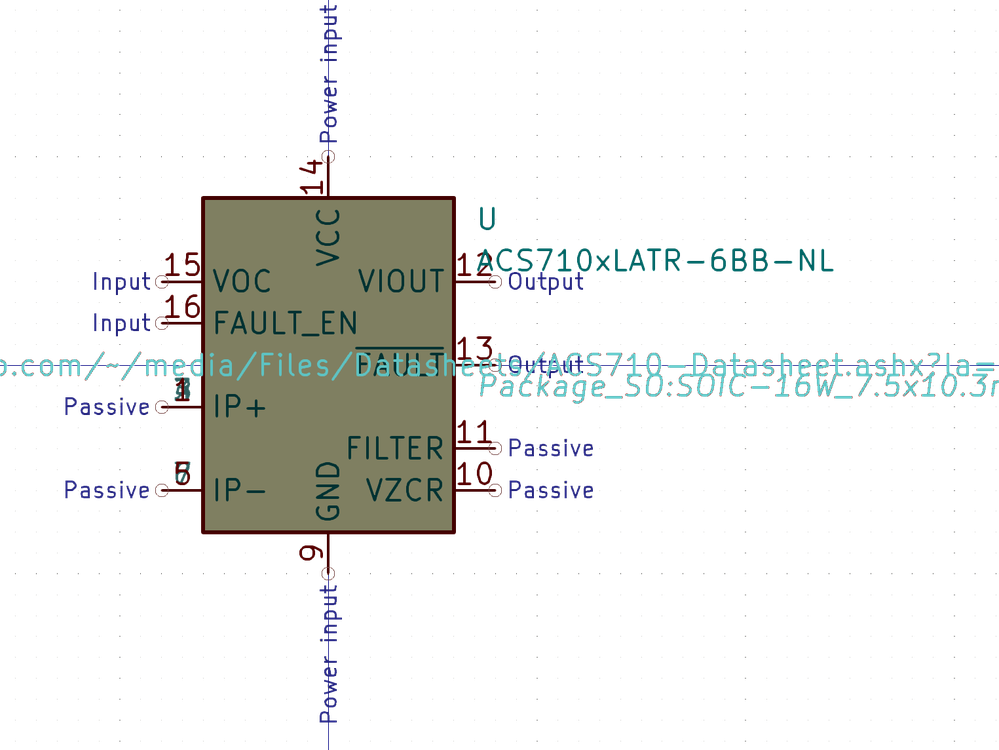 Power input
14
VCC
U
ACS710xLATR-6BB-NL
Input 15 VOC
VIOUT 12 Output
Input 16 FAULT_EN
FAULT 13 Output
o.com/~/media/Files/Datasheets/ACS710-Datasheet.ashx?la=
Package_SO:SOIC-16W_7.5x10.3
Passive 1 IP+
FILTER 11 Passive
Passive 5 IP-
VZCR 10 Passive
GND
9
Power input